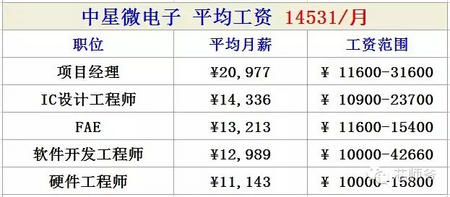 中星微电子 平均工资 14531/月
职位 平均月薪 工资范围
项目经理 ¥20,977 ¥ 11600-31600
IC设计工程师 ¥14,336 ¥ 10900-23700
FAE ¥13,213 ¥ 11600-15400
软件开发工程师 ¥12,989 ¥ 10000-42660
硬件工程师 ¥11,143 ¥ 10000-15800